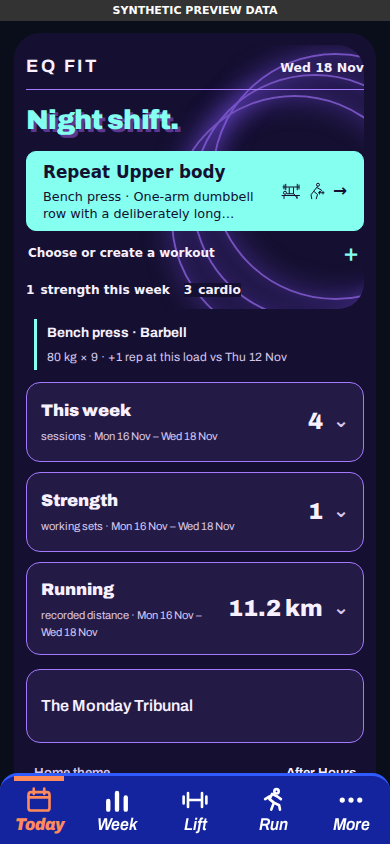 SYNTHETIC PREVIEW DATA
EQ FIT
Wed 18 Nov
Night shift.
Repeat Upper body
Bench press · One-arm dumbbell
row with a deliberately long…
→
Choose or create a workout
+
1 strength this week 3 cardio
Bench press · Barbell
80 kg × 9 · +1 rep at this load vs Thu 12 Nov
This week
4
sessions · Mon 16 Nov – Wed 18 Nov
Strength
1
working sets · Mon 16 Nov – Wed 18 Nov
Running
11.2 km
recorded distance · Mon 16 Nov –
Wed 18 Nov
The Monday Tribunal
Home theme
After Hours
Today
Week
Lift
Run
More